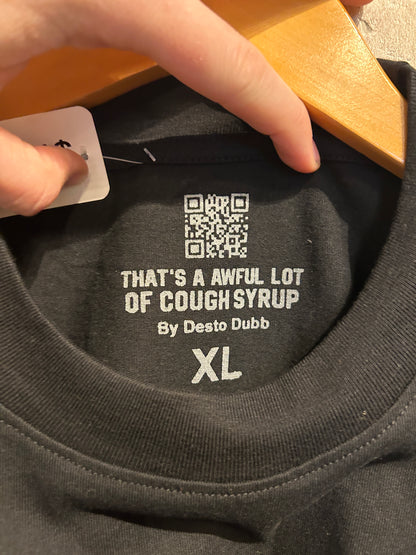 THAT'S A AWFUL LOT
OF COUGH SYRUP
By Desto Dubb
XL